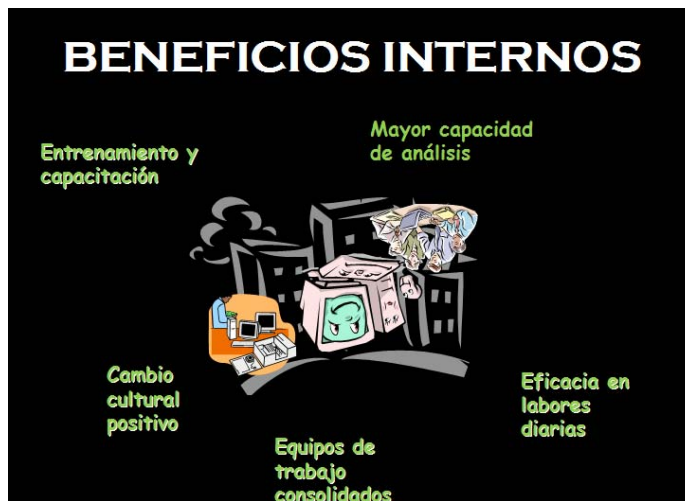 BENEFICIOS INTERNOS
Mayor capacidad
de análisis
Entrenamiento y
capacitación
Cambio
cultural
positivo
Eficacia en
labores
diarias
Equipos de
trabajo
consolidados